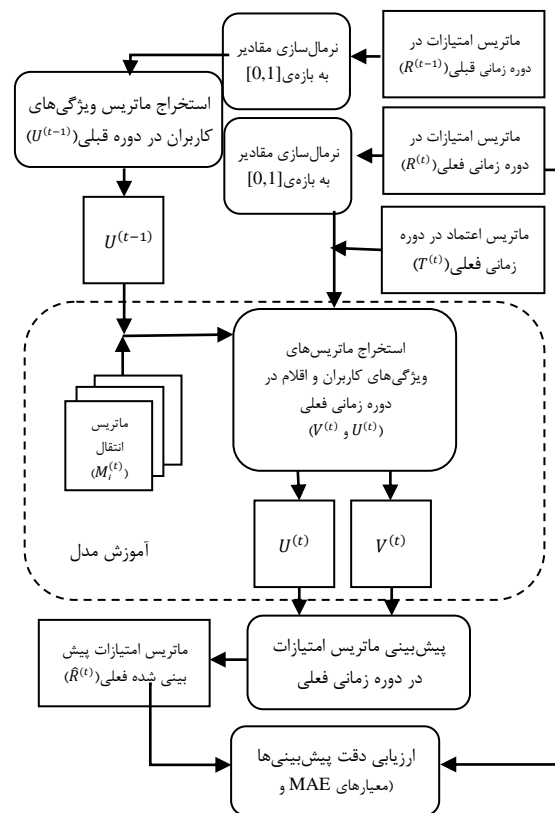 ماتریس امتیازات در
دوره زمانی قبلی(R^(t−1))
نرمال‌سازی مقادیر
به بازه‌ی[0,1]
استخراج ماتریس ویژگی‌های
کاربران در دوره قبلی(U^(t−1))
ماتریس امتیازات در
دوره زمانی فعلی(R^(t))
نرمال‌سازی مقادیر
به بازه‌ی[0,1]
U^(t−1)
ماتریس اعتماد در دوره
زمانی فعلی(T^(t))
استخراج ماتریس‌های
ویژگی‌های کاربران و اقلام در
دوره زمانی فعلی
(U^(t) و V^(t))
ماتریس
انتقال
(M_i^(t))
U^(t)
V^(t)
آموزش مدل
پیش‌بینی ماتریس امتیازات
در دوره زمانی فعلی
ماتریس امتیازات پیش
بینی شده فعلی(R̂^(t))
ارزیابی دقت پیش‌بینی‌ها
(معیارهای MAE و